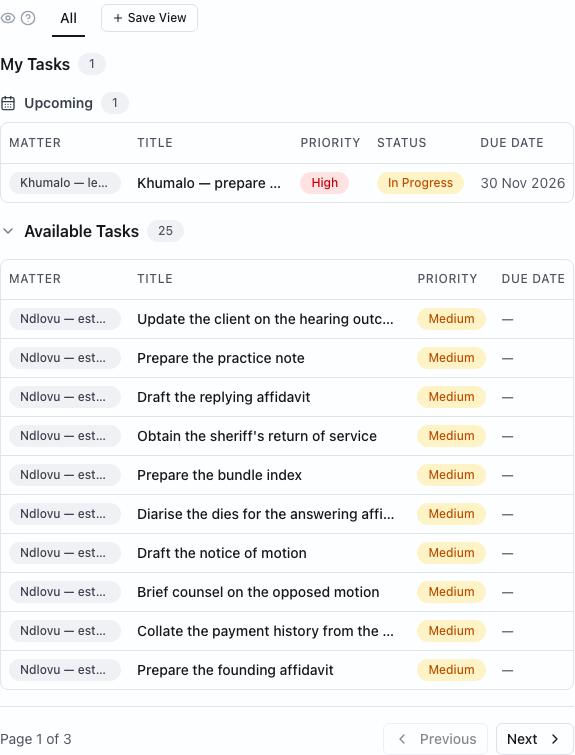 All + Save View
My Tasks 1
Upcoming 1
MATTER TITLE PRIORITY STATUS DUE DATE
Khumalo — le... Khumalo — prepare ... High In Progress 30 Nov 2026
Available Tasks 25
MATTER TITLE PRIORITY DUE DATE
Ndlovu — est... Update the client on the hearing outc... Medium —
Ndlovu — est... Prepare the practice note Medium —
Ndlovu — est... Draft the replying affidavit Medium —
Ndlovu — est... Obtain the sheriff's return of service Medium —
Ndlovu — est... Prepare the bundle index Medium —
Ndlovu — est... Diarise the dies for the answering affi... Medium —
Ndlovu — est... Draft the notice of motion Medium —
Ndlovu — est... Brief counsel on the opposed motion Medium —
Ndlovu — est... Collate the payment history from the ... Medium —
Ndlovu — est... Prepare the founding affidavit Medium —
Page 1 of 3 Previous Next